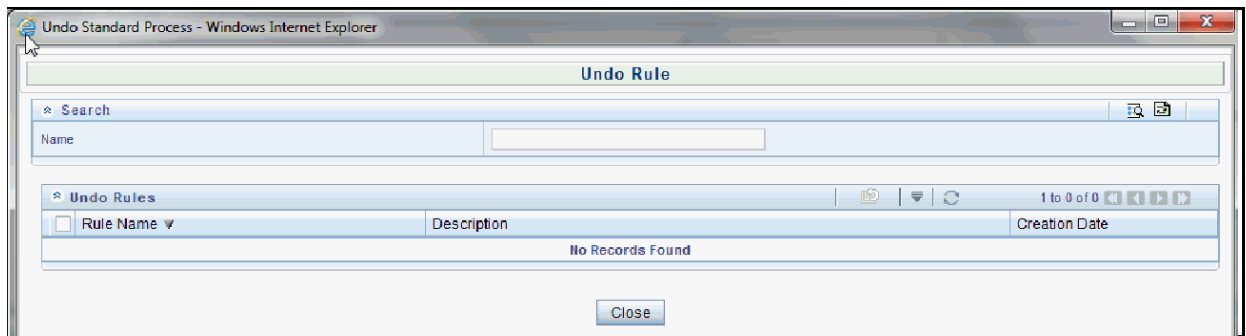 Undo Standard Process - Windows Internet Explorer
Undo Rule
Search
Name
Undo Rules
1 to 0 of 0
Rule Name Description Creation Date
No Records Found
Close